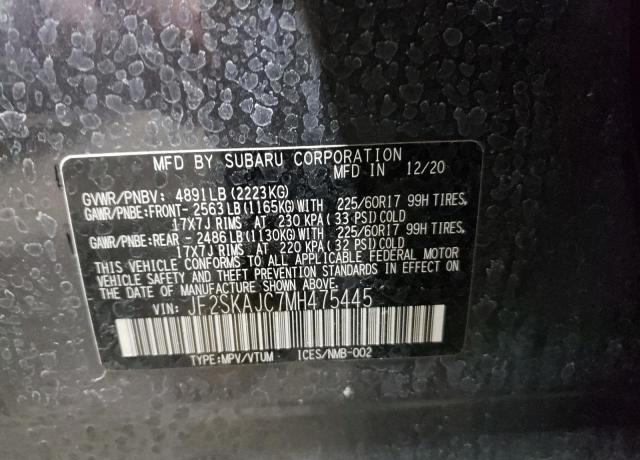 MFD BY SUBARU CORPORATION
MFD IN 12/20
GVWR/PNBV: 4891LB(2223KG)
GAWR/PNBE:FRONT- 2563LB(1165KG)WITH 225/60R17 99H TIRES,
17X7J RIMS AT 230 KPA(33 PSI)COLD
GAWR/PNBE:REAR -2486LB(1130KG)WITH 225/60R17 99H TIRES,
17X7J RIMS AT 220 KPA(32 PSI)COLD
THIS VEHICLE CONFORMS TO ALL APPLICABLE FEDERAL MOTOR
VEHICLE SAFETY AND THEFT PREVENTION STANDARDS IN EFFECT ON
THE DATE OF MANUFACTURE SHOWN ABOVE.
VIN: JF2SKAJC7MH475445
TYPE:MPV/VTUM ICES/NMB-002